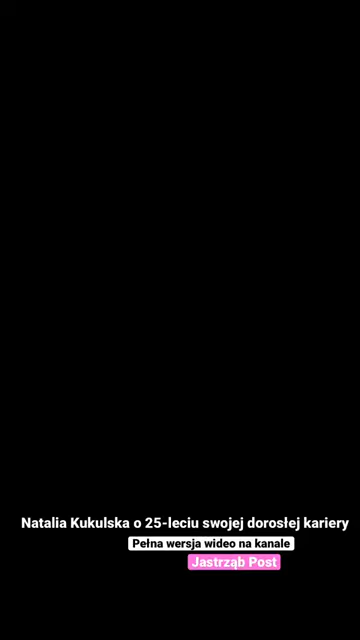 Natalia Kukulska o 25-leciu swojej dorosłej kariery
Pełna wersja wideo na kanale
Jastrząb Post